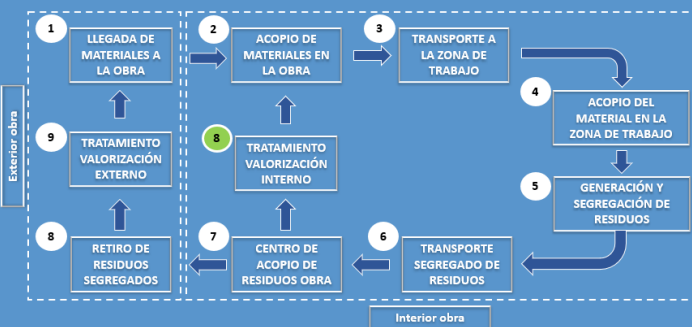 1
LLEGADA DE
MATERIALES A
LA OBRA
2
ACOPIO DE
MATERIALES EN
LA OBRA
3
TRANSPORTE A
LA ZONA DE
TRABAJO
4
ACOPIO DEL
MATERIAL EN LA
ZONA DE TRABAJO
5
GENERACIÓN Y
SEGREGACIÓN DE
RESIDUOS
6
TRANSPORTE
SEGREGADO DE
RESIDUOS
7
CENTRO DE
ACOPIO DE
RESIDUOS OBRA
8
TRATAMIENTO
VALORIZACIÓN
INTERNO
8
RETIRO DE
RESIDUOS
SEGREGADOS
9
TRATAMIENTO
VALORIZACIÓN
EXTERNO
Exterior obra
Interior obra